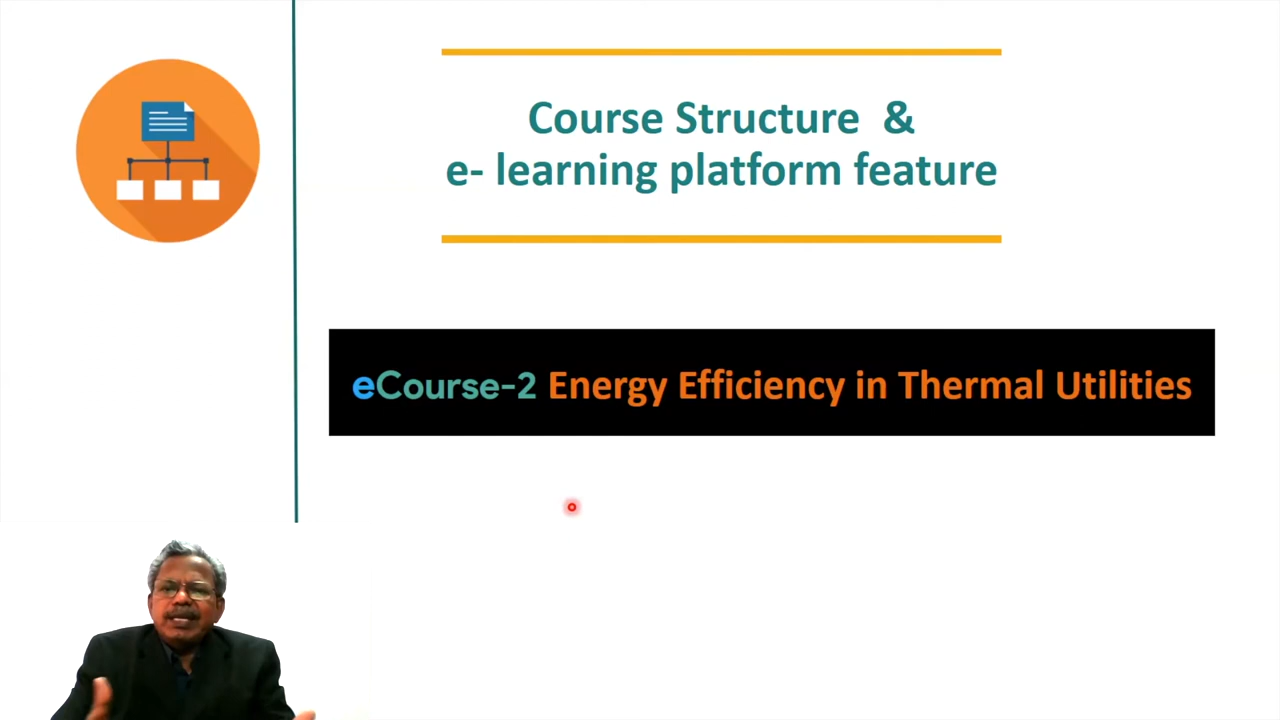 Course Structure &
e- learning platform feature
eCourse-2 Energy Efficiency in Thermal Utilities